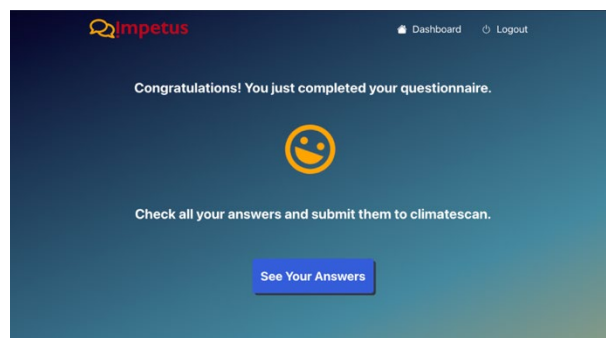 Impetus
Dashboard Logout
Congratulations! You just completed your questionnaire.
Check all your answers and submit them to climatescan.
See Your Answers